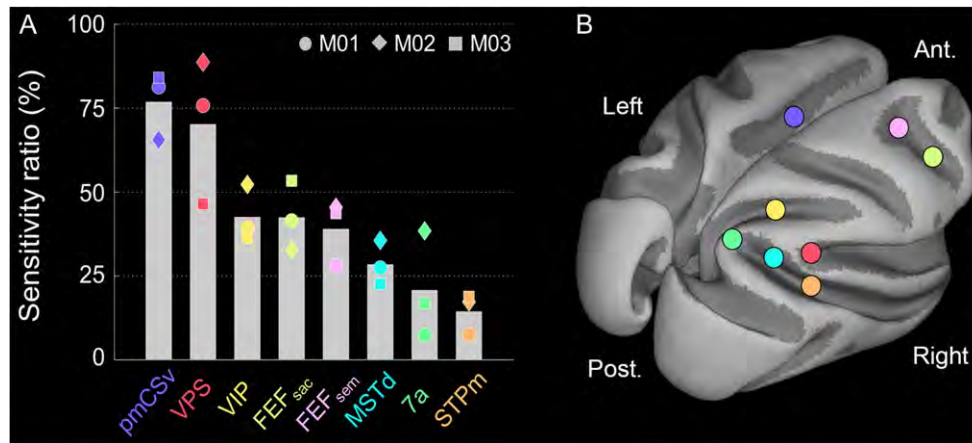 A
100
75
50
25
0
Sensitivity ratio (%)
M01 M02 M03
pmCSv
VPS
VIP
FEF sac
FEF sem
MSTd
7a
STPm
B
Ant.
Left
Post.
Right